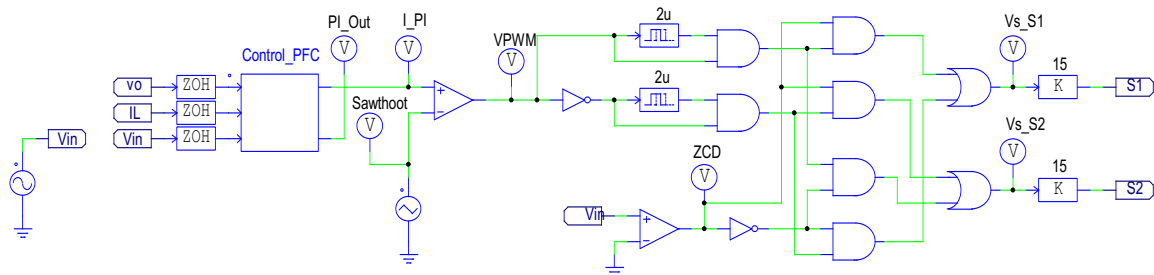 PI_Out
I_PI
Vs_S1
2u
VPWM
Control_PFC
V
V
V
V
15
vo
ZOH
K
S1
2u
IL
ZOH
Sawthoot
Vin
ZOH
V
Vin
Vs_S2
ZCD
V
15
V
K
S2
Vin